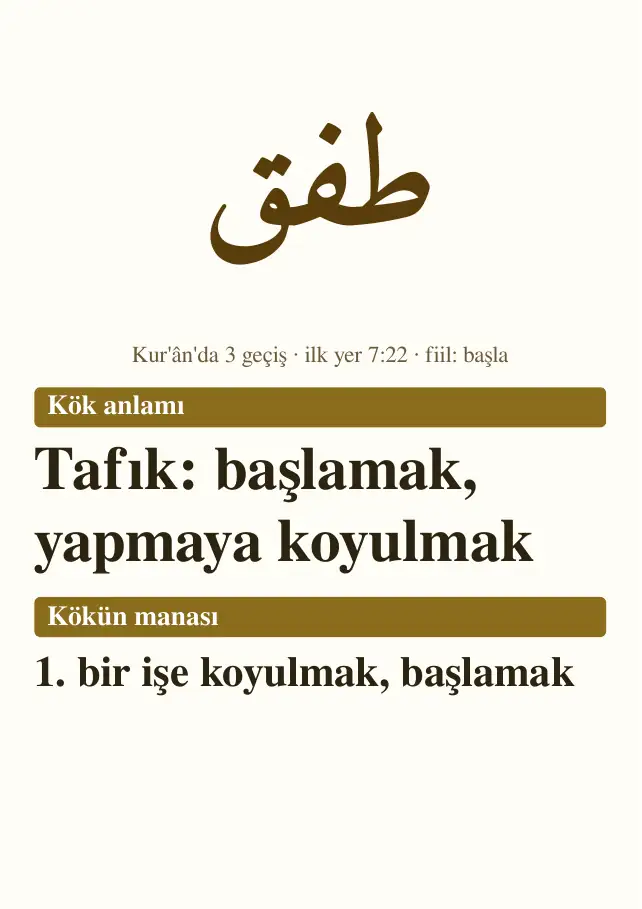 طفق
Kur'ân'da 3 geçiş · ilk yer 7:22 · fiil: başla
Kök anlamı
Tafık: başlamak,
yapmaya koyulmak
Kökün manası
1. bir işe koyulmak, başlamak